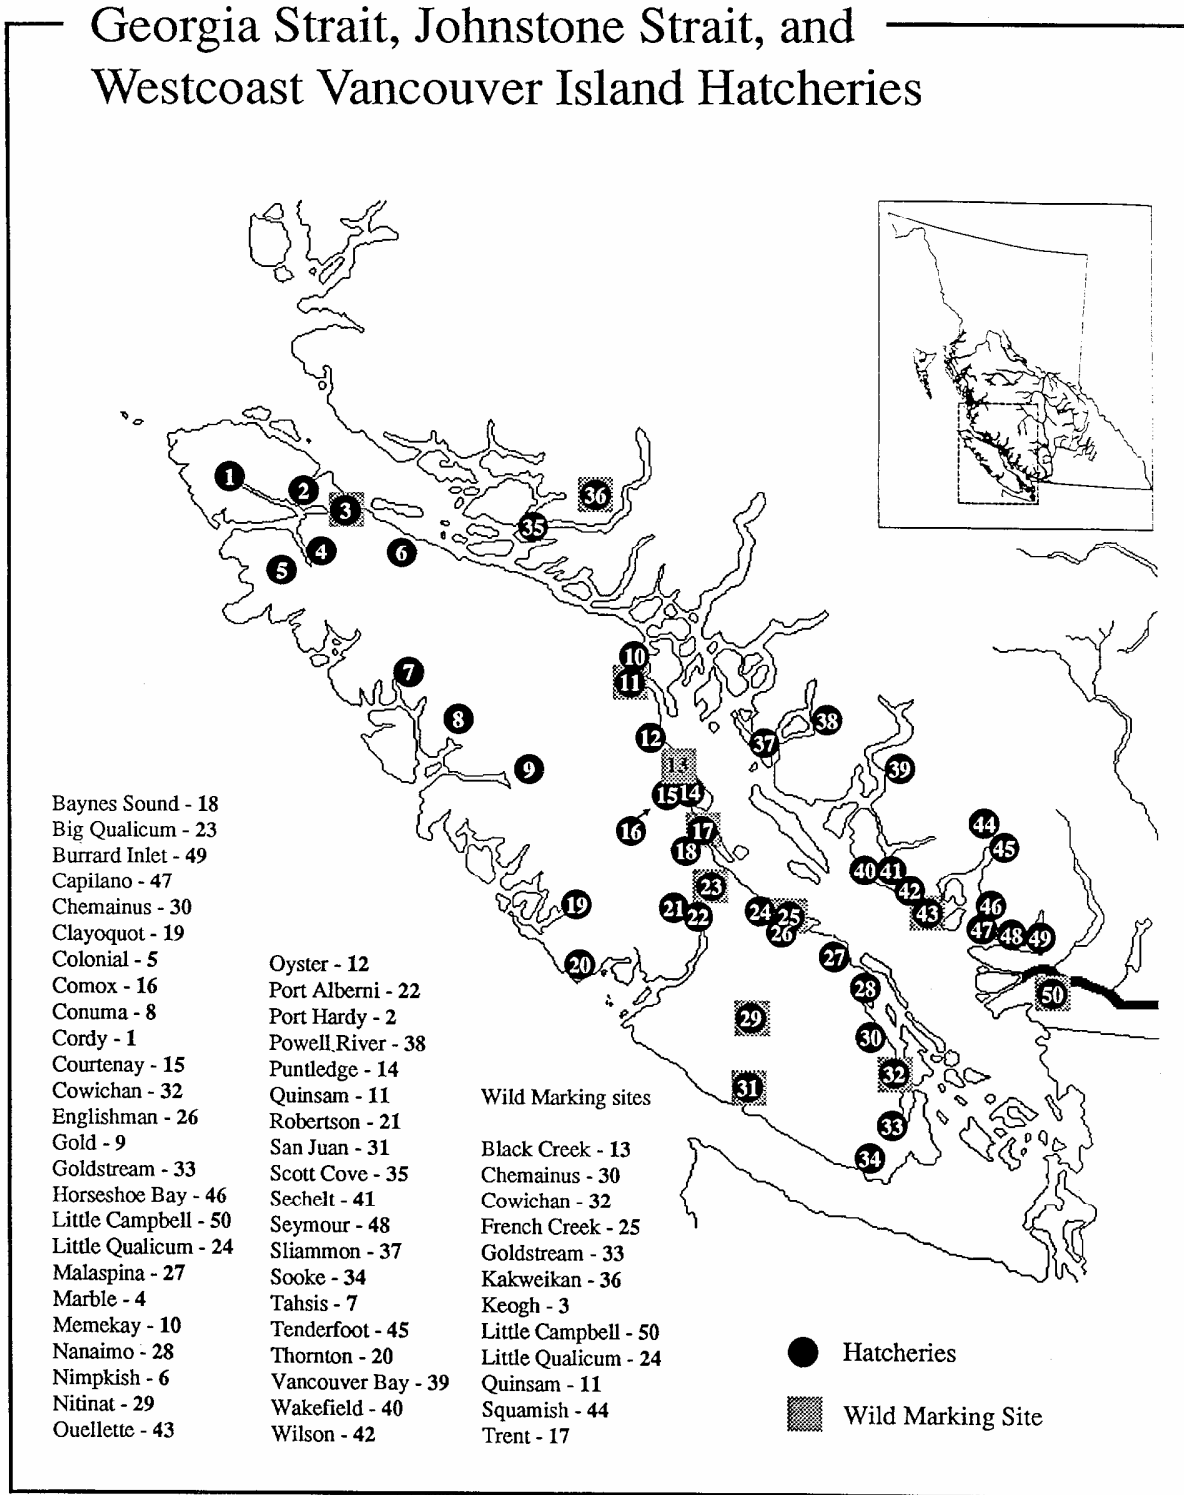 Georgia Strait, Johnstone Strait, and
Westcoast Vancouver Island Hatcheries
1
2
3
4
5
6
36
35
7
8
9
10
11
12
13
15
14
16
17
18
37
38
39
19
20
21
22
23
24
25
26
27
28
29
30
31
32
33
34
40
41
42
43
44
45
46
47
48
49
50
Baynes Sound - 18
Big Qualicum - 23
Burrard Inlet - 49
Capilano - 47
Chemainus - 30
Clayoquot - 19
Colonial - 5
Comox - 16
Conuma - 8
Cordy - 1
Courtenay - 15
Cowichan - 32
Englishman - 26
Gold - 9
Goldstream - 33
Horseshoe Bay - 46
Little Campbell - 50
Little Qualicum - 24
Malaspina - 27
Marble - 4
Memekay - 10
Nanaimo - 28
Nimpkish - 6
Nitinat - 29
Ouellette - 43
Oyster - 12
Port Alberni - 22
Port Hardy - 2
Powell River - 38
Puntledge - 14
Quinsam - 11
Robertson - 21
San Juan - 31
Scott Cove - 35
Sechelt - 41
Seymour - 48
Sliammon - 37
Sooke - 34
Tahsis - 7
Tenderfoot - 45
Thornton - 20
Vancouver Bay - 39
Wakefield - 40
Wilson - 42
Wild Marking sites
Black Creek - 13
Chemainus - 30
Cowichan - 32
French Creek - 25
Goldstream - 33
Kakweikan - 36
Keogh - 3
Little Campbell - 50
Little Qualicum - 24
Quinsam - 11
Squamish - 44
Trent - 17
Hatcheries
Wild Marking Site